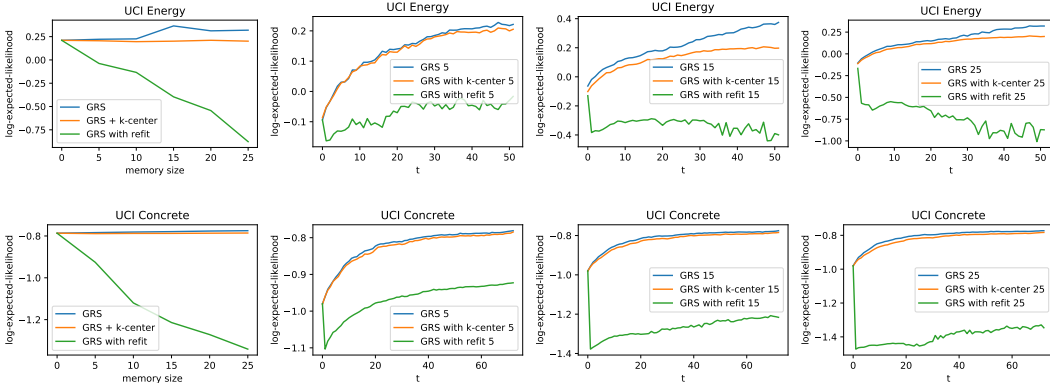 UCI Energy
log-expected-likelihood
0.25
0.00
−0.25
−0.50
−0.75
0 5 10 15 20 25
memory size
GRS
GRS + k-center
GRS with refit
UCI Energy
log-expected-likelihood
0.2
0.1
0.0
−0.1
0 10 20 30 40 50
t
GRS 5
GRS with k-center 5
GRS with refit 5
UCI Energy
log-expected-likelihood
0.4
0.2
0.0
−0.2
−0.4
0 10 20 30 40 50
t
GRS 15
GRS with k-center 15
GRS with refit 15
UCI Energy
log-expected-likelihood
0.25
0.00
−0.25
−0.50
−0.75
−1.00
0 10 20 30 40 50
t
GRS 25
GRS with k-center 25
GRS with refit 25
UCI Concrete
log-expected-likelihood
−0.8
−1.0
−1.2
0 5 10 15 20 25
memory size
GRS
GRS + k-center
GRS with refit
UCI Concrete
log-expected-likelihood
−0.8
−0.9
−1.0
−1.1
0 20 40 60
t
GRS 5
GRS with k-center 5
GRS with refit 5
UCI Concrete
log-expected-likelihood
−0.8
−1.0
−1.2
−1.4
0 20 40 60
t
GRS 15
GRS with k-center 15
GRS with refit 15
UCI Concrete
log-expected-likelihood
−0.8
−1.0
−1.2
−1.4
0 20 40 60
t
GRS 25
GRS with k-center 25
GRS with refit 25